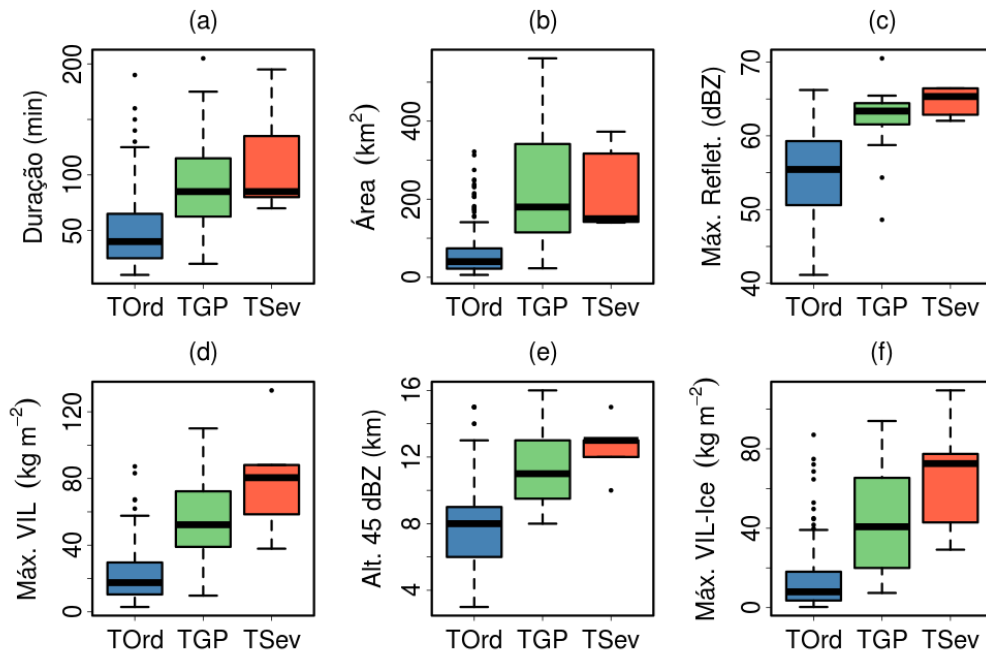 (a)
Duração (min)
200
100
50
TOrd TGP TSev
(b)
Área (km²)
400
200
0
TOrd TGP TSev
(c)
Máx. Reflet. (dBZ)
70
60
50
40
TOrd TGP TSev
(d)
Máx. VIL (kg m⁻²)
120
80
40
0
TOrd TGP TSev
(e)
Alt. 45 dBZ (km)
16
12
8
4
TOrd TGP TSev
(f)
Máx. VIL-Ice (kg m⁻²)
80
40
0
TOrd TGP TSev